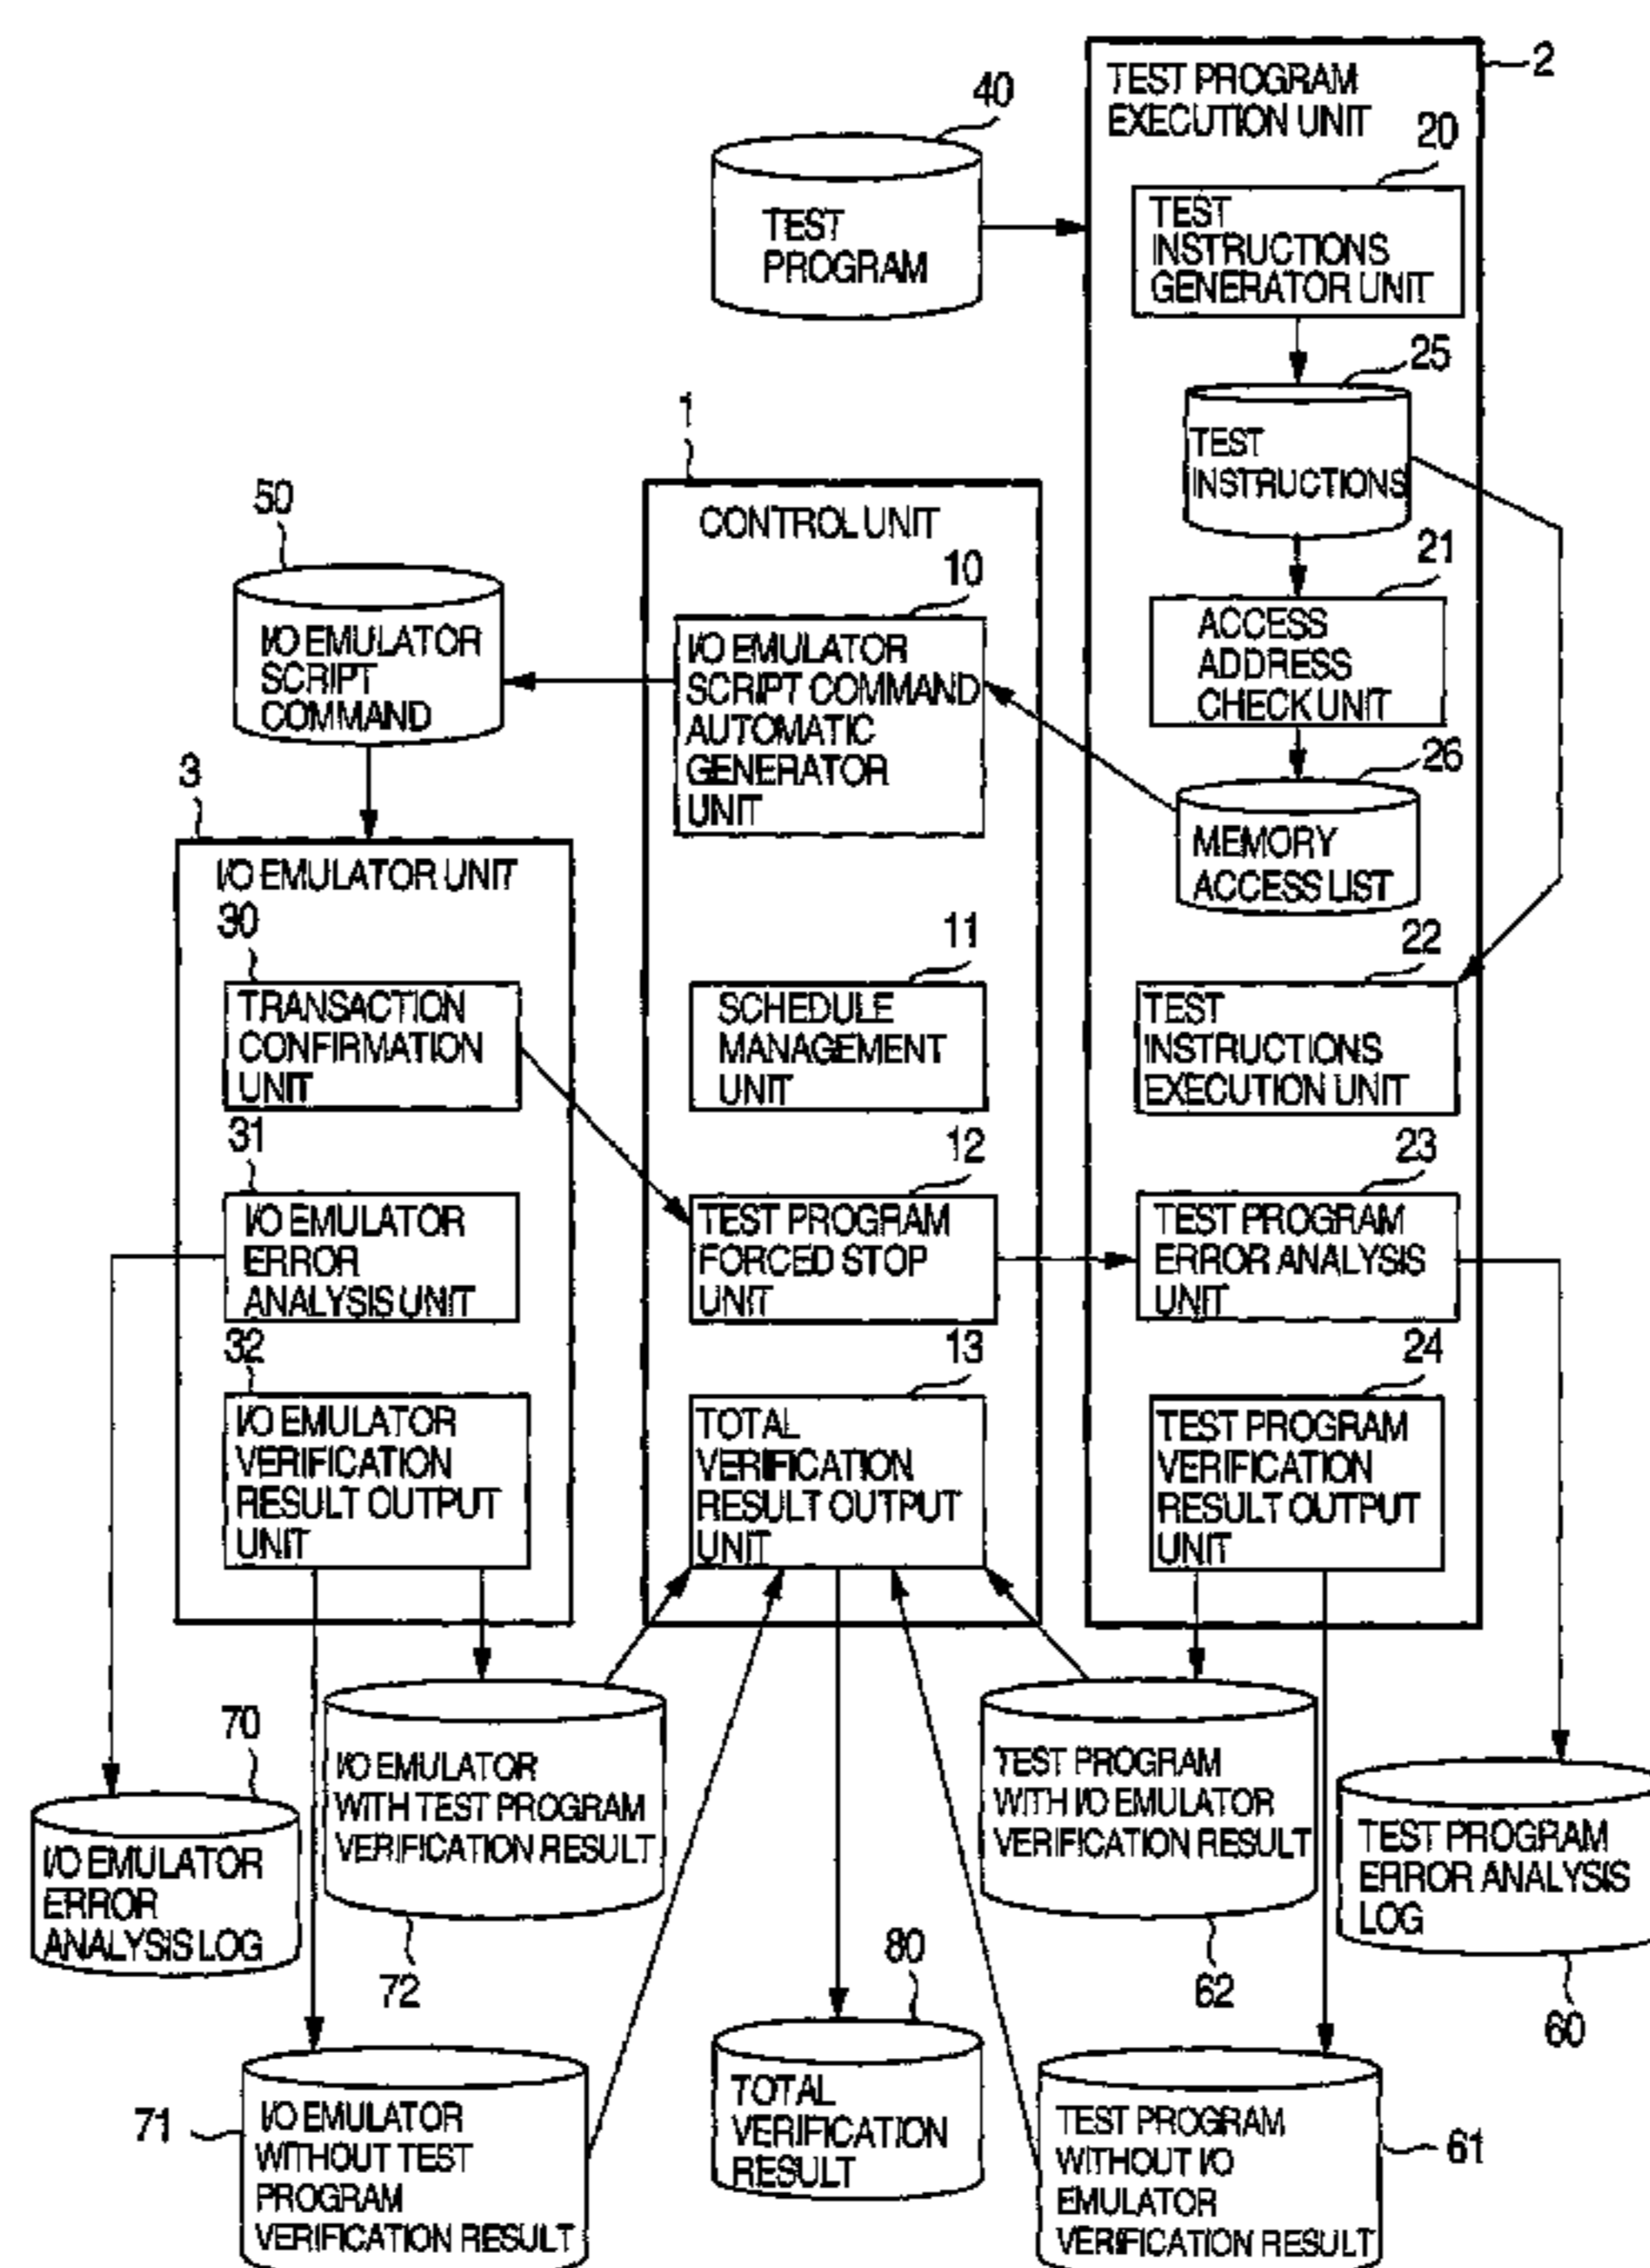 2
TEST PROGRAM
EXECUTION UNIT
40
TEST
PROGRAM
20
TEST
INSTRUCTIONS
GENERATOR UNIT
25
TEST
INSTRUCTIONS
1
CONTROL UNIT
50
I/O EMULATOR
SCRIPT
COMMAND
10
I/O EMULATOR
SCRIPT COMMAND
AUTOMATIC
GENERATOR
UNIT
21
ACCESS
ADDRESS
CHECK UNIT
26
MEMORY
ACCESS LIST
3
I/O EMULATOR UNIT
30
TRANSACTION
CONFIRMATION
UNIT
11
SCHEDULE
MANAGEMENT
UNIT
22
TEST
INSTRUCTIONS
EXECUTION UNIT
31
I/O EMULATOR
ERROR
ANALYSIS UNIT
12
TEST PROGRAM
FORCED STOP
UNIT
23
TEST PROGRAM
ERROR ANALYSIS
UNIT
32
I/O EMULATOR
VERIFICATION
RESULT OUTPUT
UNIT
13
TOTAL
VERIFICATION
RESULT OUTPUT
UNIT
24
TEST PROGRAM
VERIFICATION
RESULT OUTPUT
UNIT
70
I/O EMULATOR
ERROR
ANALYSIS LOG
I/O EMULATOR
WITH TEST PROGRAM
VERIFICATION RESULT
72
TEST PROGRAM
WITH I/O EMULATOR
VERIFICATION RESULT
62
TEST PROGRAM
ERROR ANALYSIS
LOG
60
71
I/O EMULATOR
WITHOUT TEST
PROGRAM
VERIFICATION RESULT
80
TOTAL
VERIFICATION
RESULT
TEST PROGRAM
WITHOUT I/O
EMULATOR
VERIFICATION RESULT
61